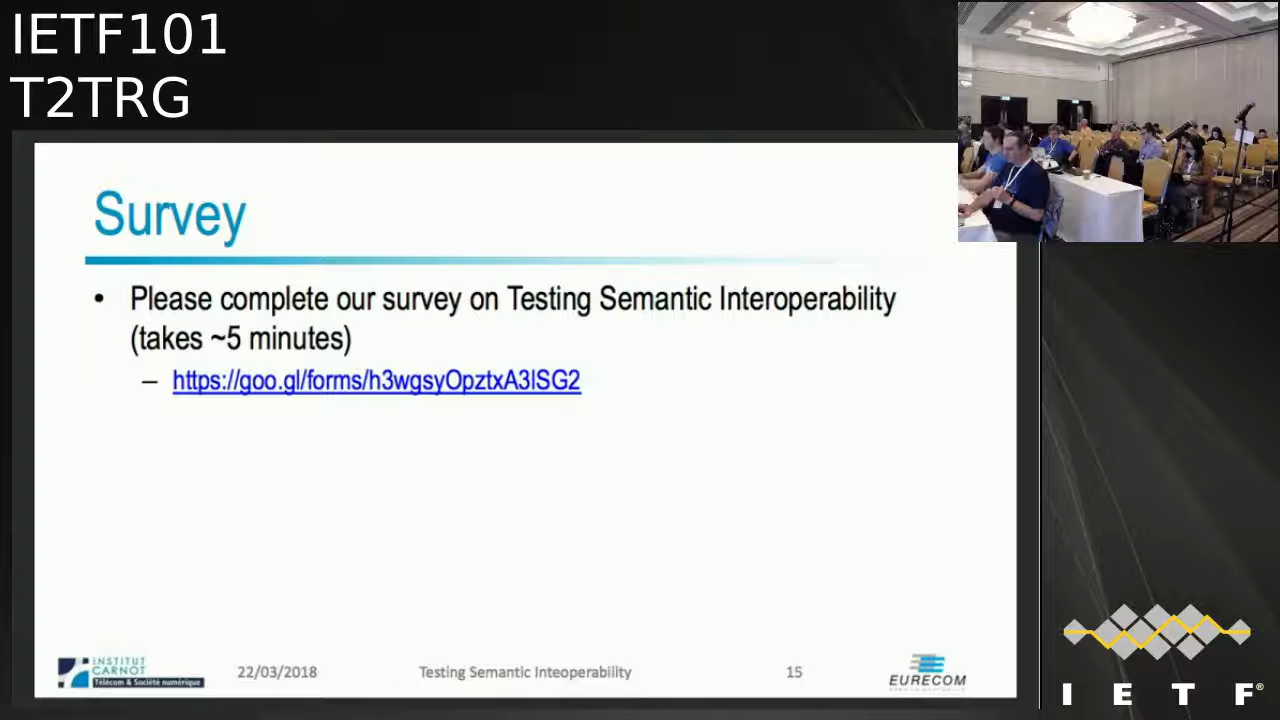 IETF101
T2TRG
Survey
• Please complete our survey on Testing Semantic Interoperability
(takes ~5 minutes)
– https://goo.gl/forms/h3wgsyOpztxA3lSG2
INSTITUT
CARNOT
Télécom & Société numérique
22/03/2018
Testing Semantic Inteoperability
15
EURECOM
I E T F®